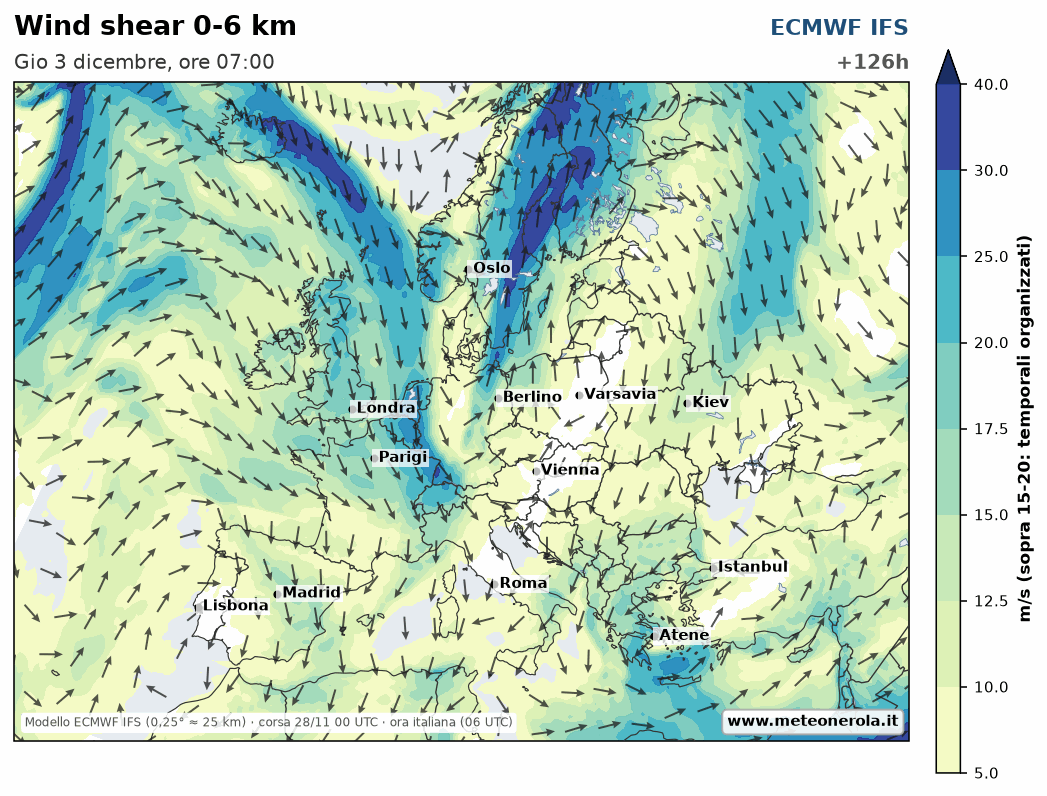 Wind shear 0-6 km
ECMWF IFS
Gio 3 dicembre, ore 07:00
+126h
40.0
30.0
25.0
20.0
17.5
15.0
12.5
10.0
5.0
m/s (sopra 15-20: temporali organizzati)
Oslo
Berlino
Varsavia
Kiev
Londra
Parigi
Vienna
Istanbul
Roma
Madrid
Lisbona
Atene
Modello ECMWF IFS (0,25° ≈ 25 km) · corsa 28/11 00 UTC · ora italiana (06 UTC)
www.meteonerola.it